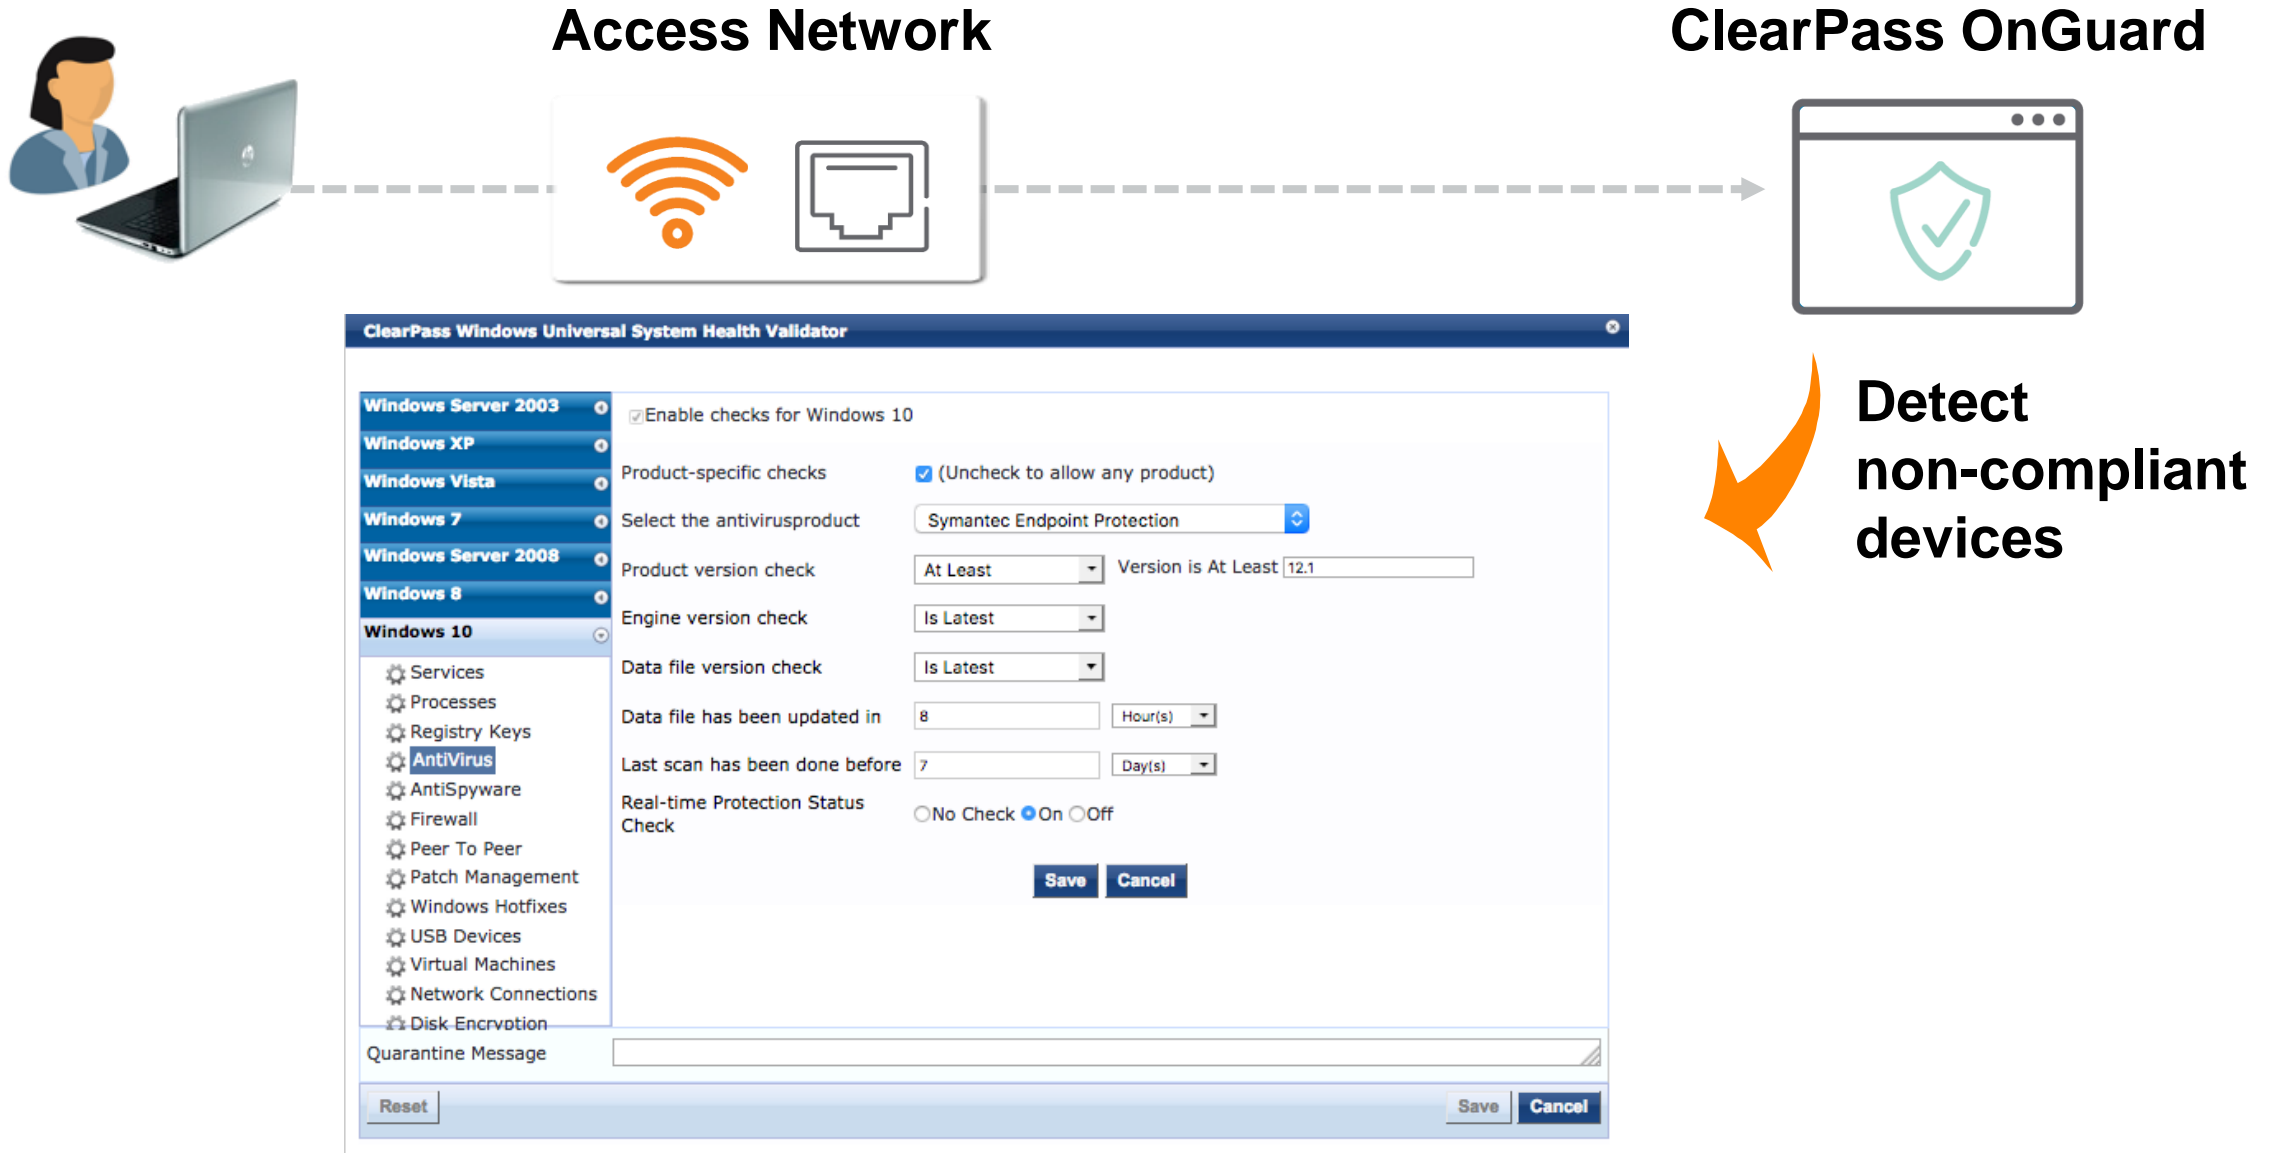 Access Network
ClearPass OnGuard
ClearPass Windows Universal System Health Validator
Detect
non-compliant
devices
Windows Server 2003
Windows XP
Windows Vista
Windows 7
Windows Server 2008
Windows 8
Windows 10
Services
Processes
Registry Keys
AntiVirus
AntiSpyware
Firewall
Peer To Peer
Patch Management
Windows Hotfixes
USB Devices
Virtual Machines
Network Connections
Disk Encryption
Enable checks for Windows 10
Product-specific checks (Uncheck to allow any product)
Select the antivirusproduct Symantec Endpoint Protection
Product version check At Least Version is At Least 12.1
Engine version check Is Latest
Data file version check Is Latest
Data file has been updated in 8 Hour(s)
Last scan has been done before 7 Day(s)
Real-time Protection Status
Check
No Check On Off
Save Cancel
Quarantine Message
Reset Save Cancel